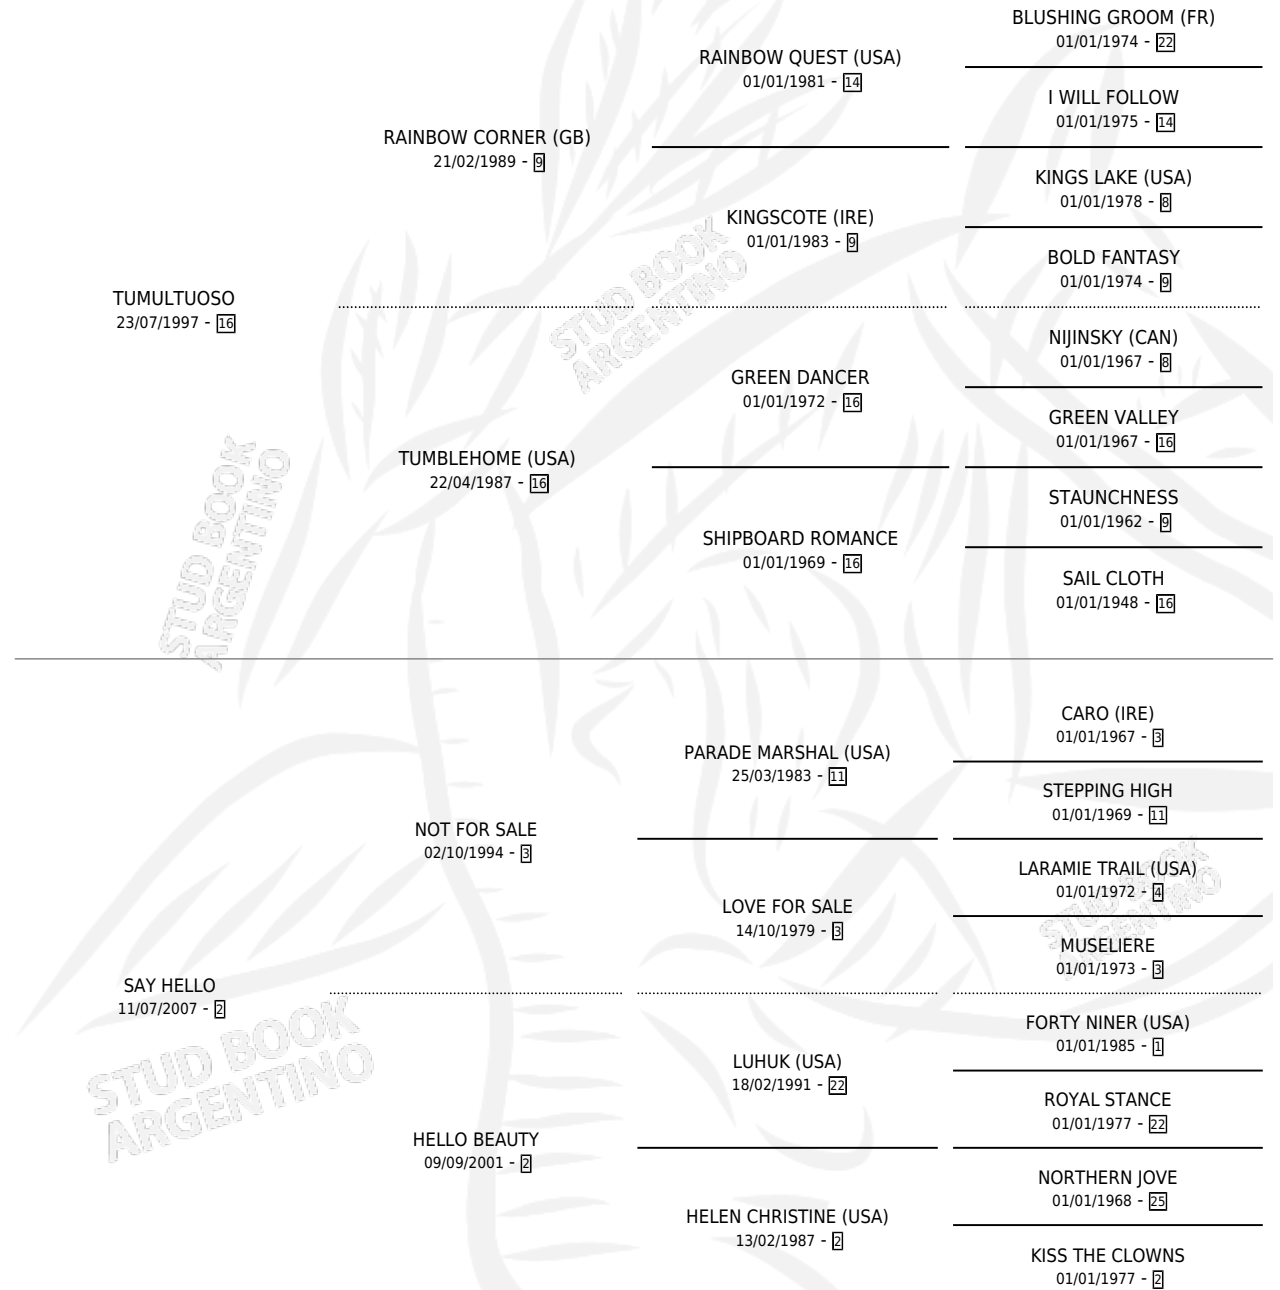 BLUSHING GROOM (FR)
01/01/1974 - 22
RAINBOW QUEST (USA)
01/01/1981 - 14
I WILL FOLLOW
01/01/1975 - 14
RAINBOW CORNER (GB)
21/02/1989 - 9
KINGS LAKE (USA)
01/01/1978 - 8
KINGSCOTE (IRE)
01/01/1983 - 9
BOLD FANTASY
01/01/1974 - 9
TUMULTUOSO
23/07/1997 - 16
NIJINSKY (CAN)
01/01/1967 - 8
GREEN DANCER
01/01/1972 - 16
GREEN VALLEY
01/01/1967 - 16
TUMBLEHOME (USA)
22/04/1987 - 16
STAUNCHNESS
01/01/1962 - 9
SHIPBOARD ROMANCE
01/01/1969 - 16
SAIL CLOTH
01/01/1948 - 16
CARO (IRE)
01/01/1967 - 3
PARADE MARSHAL (USA)
25/03/1983 - 11
STEPPING HIGH
01/01/1969 - 11
NOT FOR SALE
02/10/1994 - 3
LARAMIE TRAIL (USA)
01/01/1972 - 4
LOVE FOR SALE
14/10/1979 - 3
MUSELIERE
01/01/1973 - 3
SAY HELLO
11/07/2007 - 2
FORTY NINER (USA)
01/01/1985 - 1
LUHUK (USA)
18/02/1991 - 22
ROYAL STANCE
01/01/1977 - 22
HELLO BEAUTY
09/09/2001 - 2
NORTHERN JOVE
01/01/1968 - 25
HELEN CHRISTINE (USA)
13/02/1987 - 2
KISS THE CLOWNS
01/01/1977 - 2
STUD BOOK
ARGENTINO
STUD BOOK
ARGENTINO
STUD BOOK
ARGENTINO
STUD BOOK
ARGENTINO